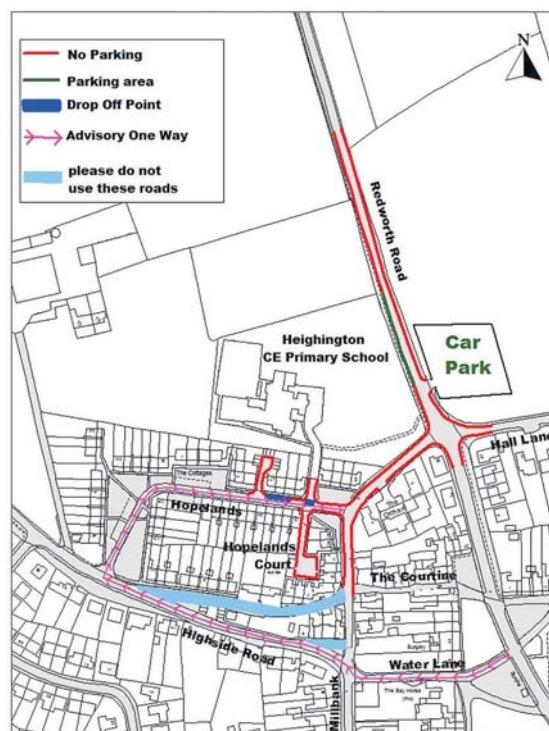 No Parking
Parking area
Drop Off Point
Advisory One Way
please do not
use these roads
N
Redworth Road
Heighington
CE Primary School
Car
Park
Hall Lane
The Cottages
Hopelands
Hopelands
Court
The Courtine
Highside Road
Surgery
Water Lane
Millbank
The Bay Horse
(PH)